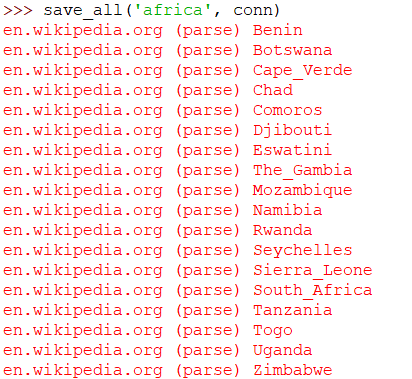 >>> save_all('africa', conn)
en.wikipedia.org (parse) Benin
en.wikipedia.org (parse) Botswana
en.wikipedia.org (parse) Cape_Verde
en.wikipedia.org (parse) Chad
en.wikipedia.org (parse) Comoros
en.wikipedia.org (parse) Djibouti
en.wikipedia.org (parse) Eswatini
en.wikipedia.org (parse) The_Gambia
en.wikipedia.org (parse) Mozambique
en.wikipedia.org (parse) Namibia
en.wikipedia.org (parse) Rwanda
en.wikipedia.org (parse) Seychelles
en.wikipedia.org (parse) Sierra_Leone
en.wikipedia.org (parse) South_Africa
en.wikipedia.org (parse) Tanzania
en.wikipedia.org (parse) Togo
en.wikipedia.org (parse) Uganda
en.wikipedia.org (parse) Zimbabwe